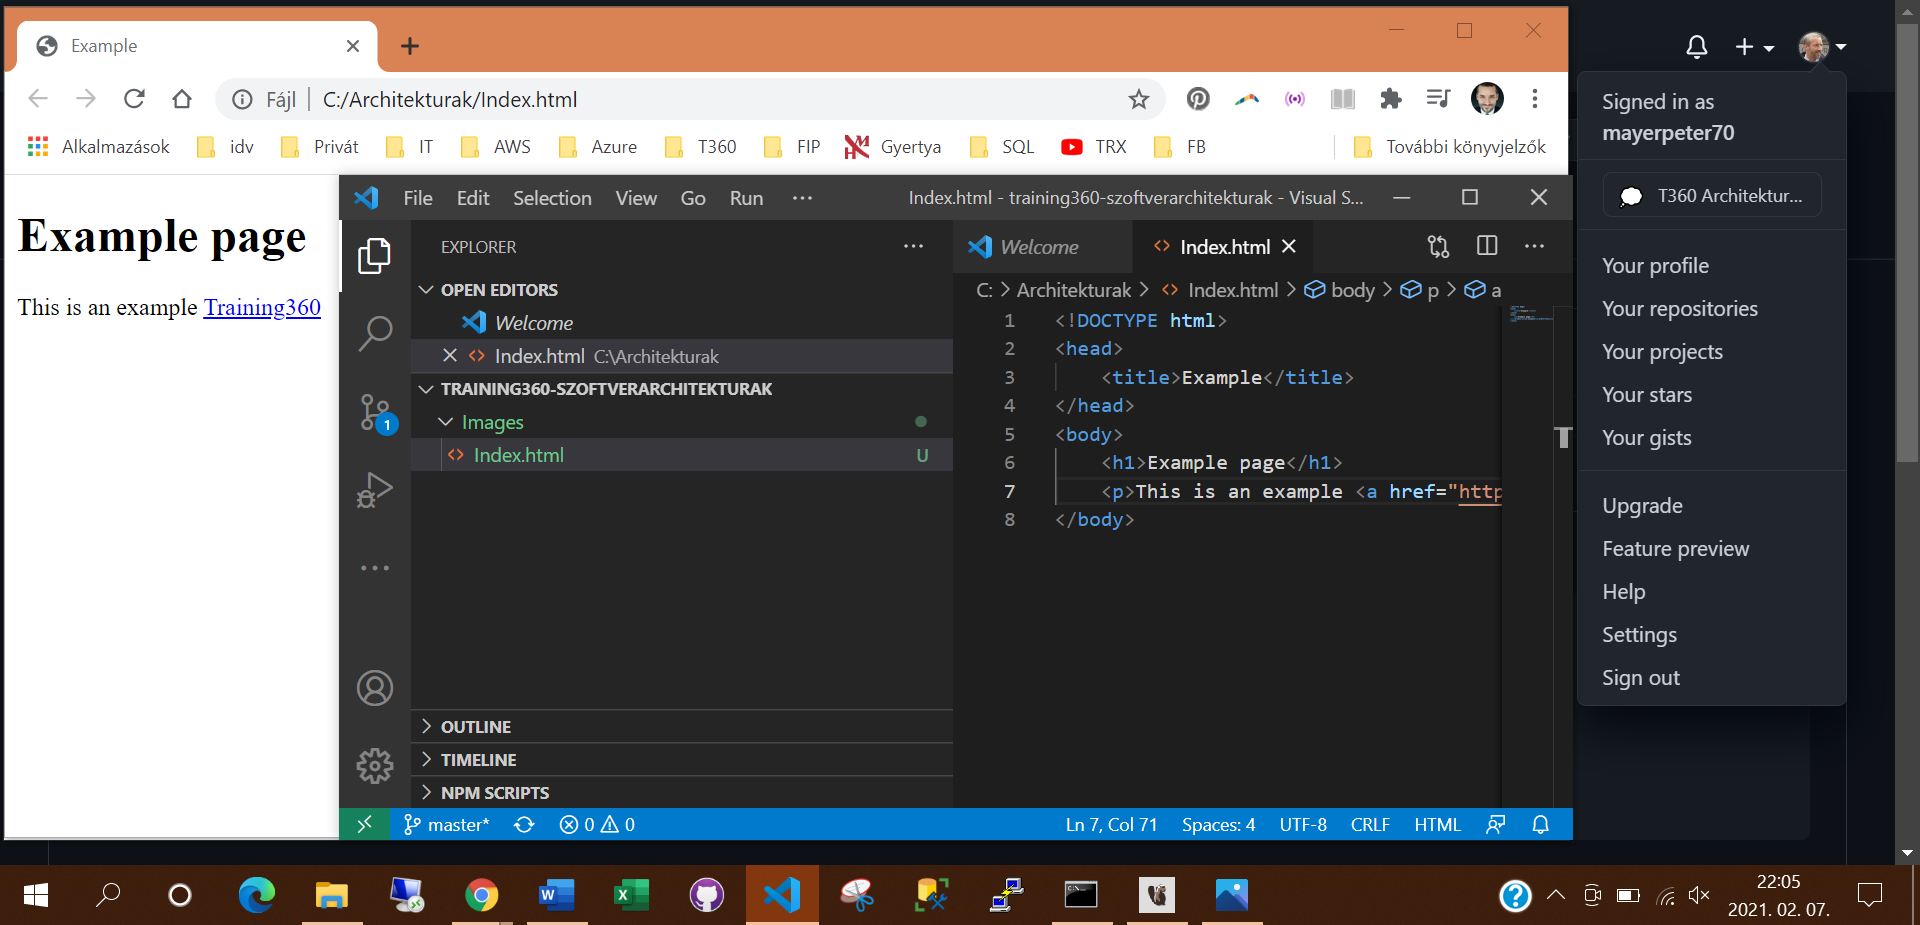 Example
Fájl
C:/Architekturak/Index.html
Alkalmazások
idv
Privát
IT
AWS
Azure
T360
FIP
Gyertya
SQL
TRX
FB
További könyvjelzők
Example page
This is an example Training360
File Edit Selection View Go Run ···
Index.html - training360-szoftverarchitekturak - Visual S...
EXPLORER
OPEN EDITORS
Welcome
Index.html C:\Architekturak
TRAINING360-SZOFTVERARCHITEKTURAK
Images
Index.html U
1
OUTLINE
TIMELINE
NPM SCRIPTS
Welcome
Index.html
C: > Architekturak > Index.html > body > p > a
1 <!DOCTYPE html>
2 <head>
3 <title>Example</title>
4 </head>
5 <body>
6 <h1>Example page</h1>
7 <p>This is an example <a href="http
8 </body>
master* 0 0 Ln 7, Col 71 Spaces: 4 UTF-8 CRLF HTML
Signed in as
mayerpeter70
T360 Architektur...
Your profile
Your repositories
Your projects
Your stars
Your gists
Upgrade
Feature preview
Help
Settings
Sign out
22:05
2021. 02. 07.